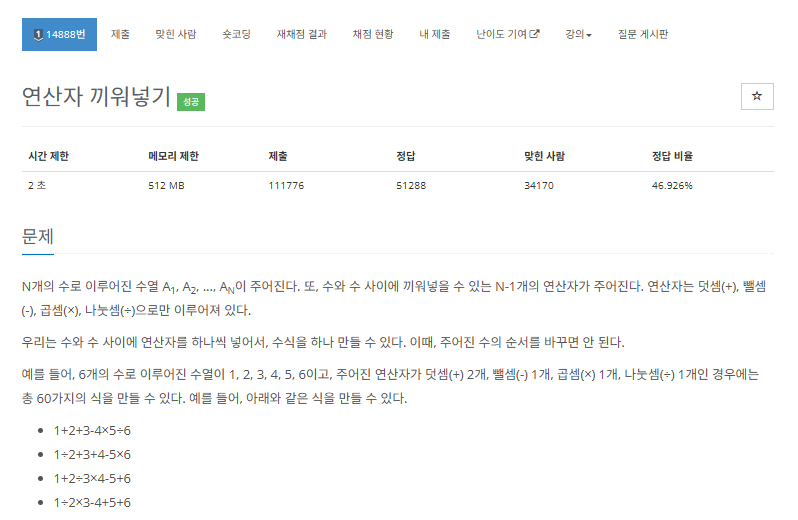 1 14888번 제출 맞힌 사람 숏코딩 재채점 결과 채점 현황 내 제출 난이도 기여 강의 질문 게시판
연산자 끼워넣기 성공 ☆
시간 제한 메모리 제한 제출 정답 맞힌 사람 정답 비율
2 초 512 MB 111776 51288 34170 46.926%
문제
N개의 수로 이루어진 수열 A1, A2, ..., AN이 주어진다. 또, 수와 수 사이에 끼워넣을 수 있는 N-1개의 연산자가 주어진다. 연산자는 덧셈(+), 뺄셈
(-), 곱셈(×), 나눗셈(÷)으로만 이루어져 있다.
우리는 수와 수 사이에 연산자를 하나씩 넣어서, 수식을 하나 만들 수 있다. 이때, 주어진 수의 순서를 바꾸면 안 된다.
예를 들어, 6개의 수로 이루어진 수열이 1, 2, 3, 4, 5, 6이고, 주어진 연산자가 덧셈(+) 2개, 뺄셈(-) 1개, 곱셈(×) 1개, 나눗셈(÷) 1개인 경우에는
총 60가지의 식을 만들 수 있다. 예를 들어, 아래와 같은 식을 만들 수 있다.
• 1+2+3-4×5÷6
• 1÷2+3+4-5×6
• 1+2÷3×4-5+6
• 1÷2×3-4+5+6